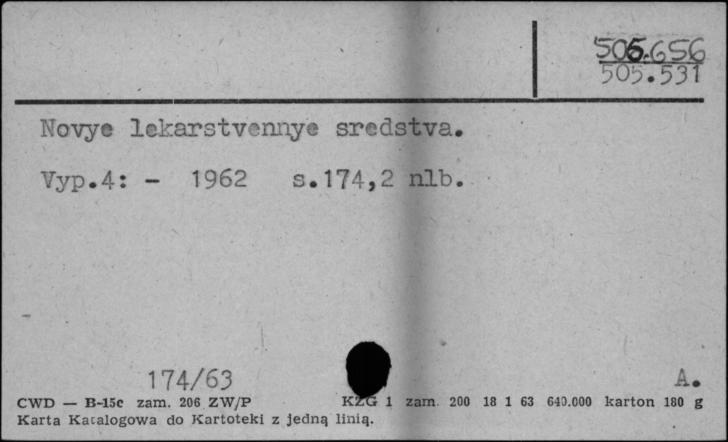 505.656
505.531
Novye lekarstvennye sredstva.
Vyp.4: - 1962 s.174,2 nlb.
174/63 A.
CWD — B-15c zam. 206 ZW/P KZG 1 zam. 200 18 1 63 640.000 karton 180 g
Karta Katalogowa do Kartoteki z jedną linią.